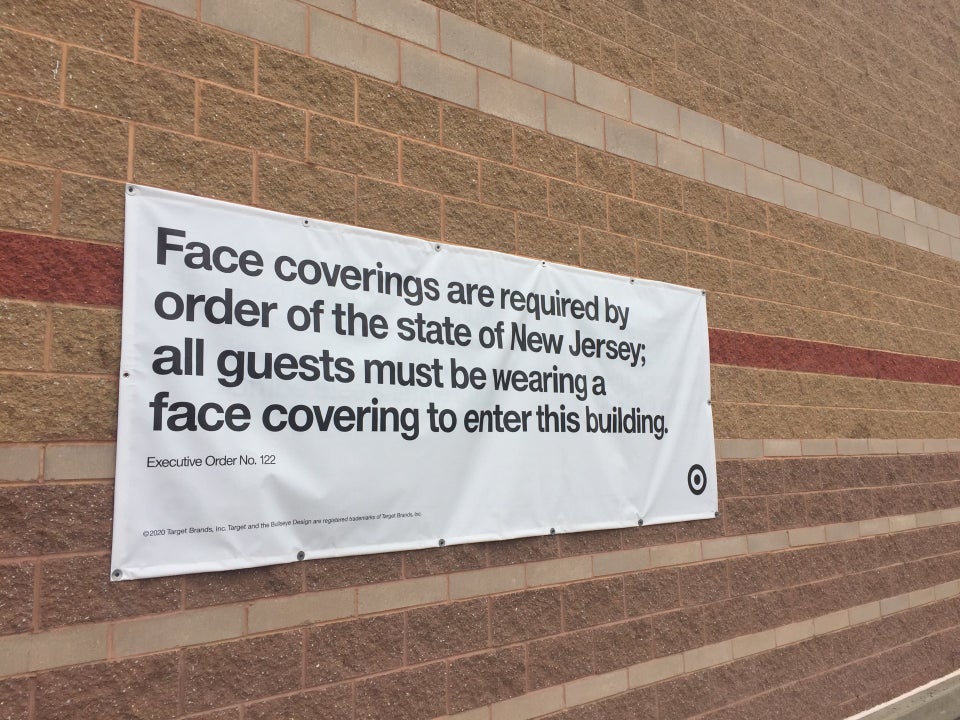 Face coverings are required by
order of the state of New Jersey;
all guests must be wearing a
face covering to enter this building.
Executive Order No. 122
©2020 Target Brands, Inc. Target and the Bullseye Design are registered trademarks of Target Brands, Inc.